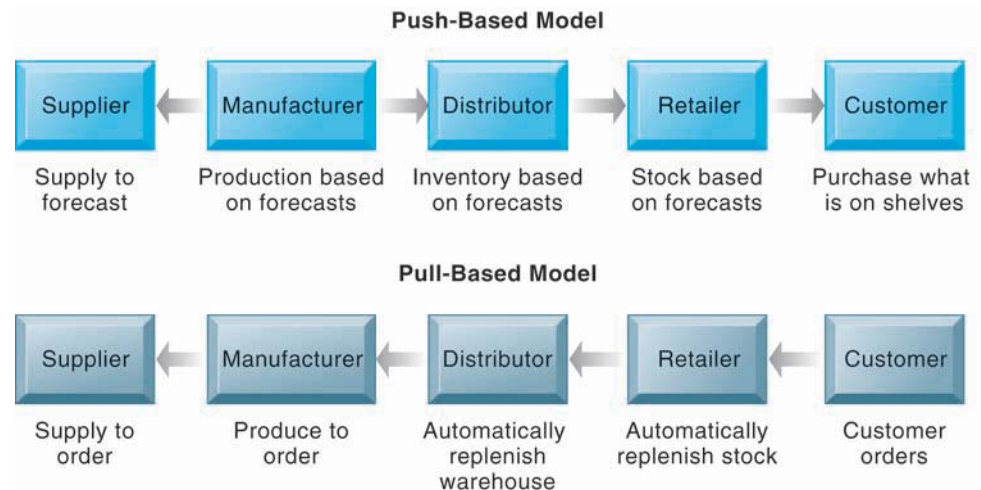 Push-Based Model
Supplier
Manufacturer
Distributor
Retailer
Customer
Supply to
forecast
Production based
on forecasts
Inventory based
on forecasts
Stock based
on forecasts
Purchase what
is on shelves
Pull-Based Model
Supplier
Manufacturer
Distributor
Retailer
Customer
Supply to
order
Produce to
order
Automatically
replenish
warehouse
Automatically
replenish stock
Customer
orders